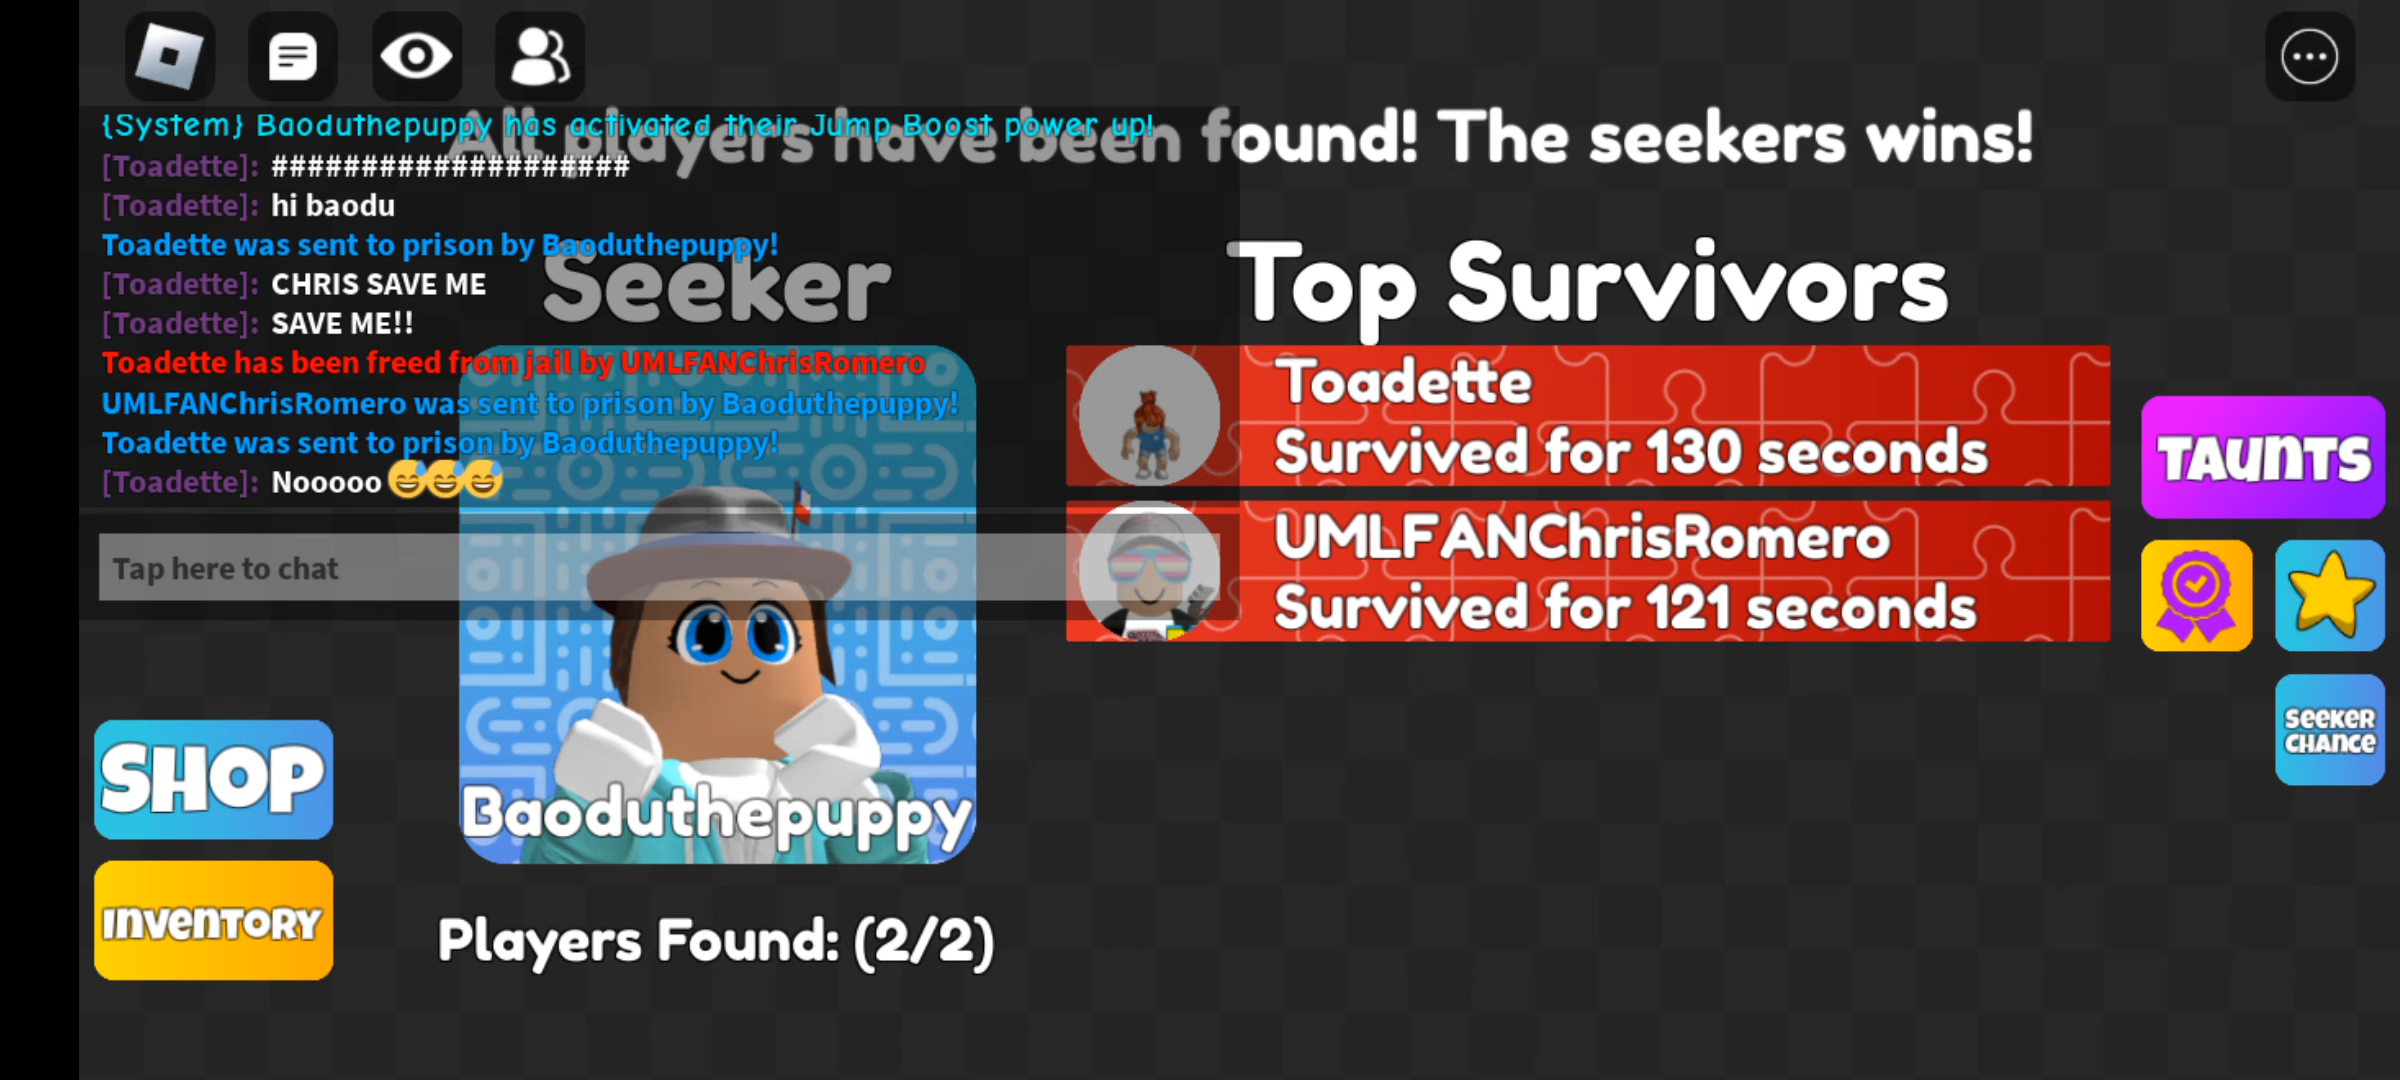 All players have been found! The seekers wins!
{System} Baoduthepuppy has activated their Jump Boost power up!
[Toadette]: ####################
[Toadette]: hi baodu
Toadette was sent to prison by Baoduthepuppy!
[Toadette]: CHRIS SAVE ME
[Toadette]: SAVE ME!!
Toadette has been freed from jail by UMLFANChrisRomero
UMLFANChrisRomero was sent to prison by Baoduthepuppy!
Toadette was sent to prison by Baoduthepuppy!
[Toadette]: Nooooo😅😅😅
Tap here to chat
Seeker
Baoduthepuppy
Players Found: (2/2)
Top Survivors
Toadette
Survived for 130 seconds
UMLFANChrisRomero
Survived for 121 seconds
SHOP
INVENTORY
TAUNTS
SEEKER
CHANCE